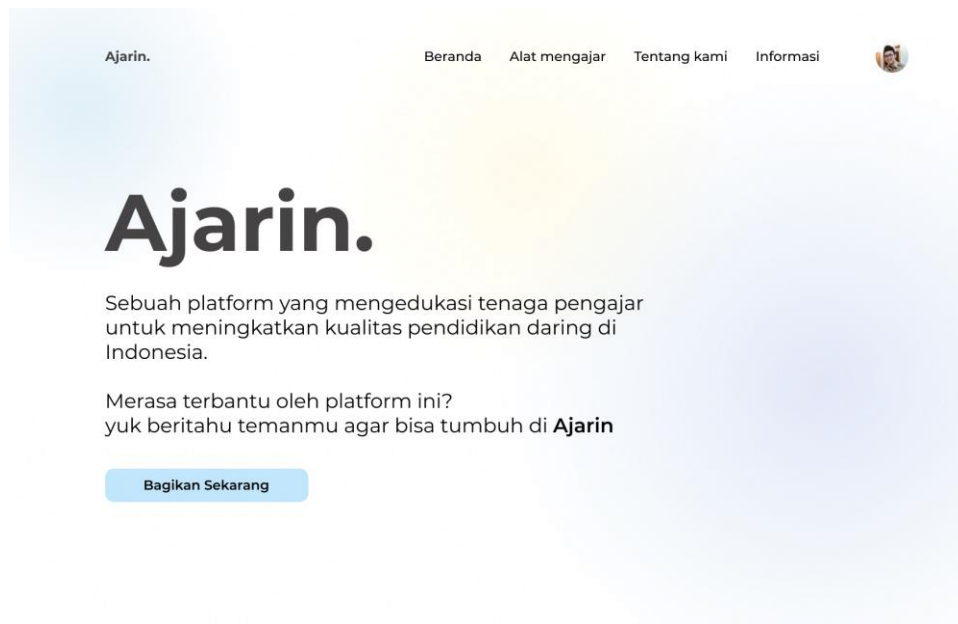 Ajarin.
Beranda Alat mengajar Tentang kami Informasi
Ajarin.
Sebuah platform yang mengedukasi tenaga pengajar
untuk meningkatkan kualitas pendidikan daring di
Indonesia.
Merasa terbantu oleh platform ini?
yuk beritahu temanmu agar bisa tumbuh di Ajarin
Bagikan Sekarang